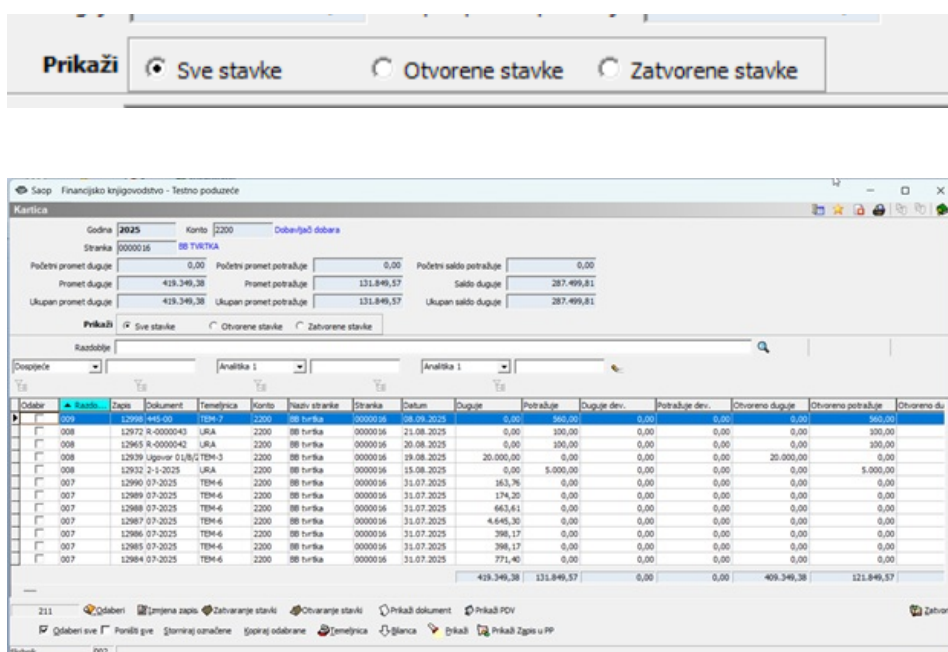 Prikaži Sve stavke Otvorene stavke Zatvorene stavke
Saop Financijsko knjigovodstvo - Testno poduzeće
Kartica
Godina 2025 Konto 2200 Dobavljač dobara
Stranka 0000016 BB TVRTKA
Početni promet duguje 0,00 Početni promet potražuje 0,00 Početni saldo potražuje 0,00
Promet duguje 419.349,38 Promet potražuje 131.849,57 Saldo duguje 287.499,81
Ukupan promet duguje 419.349,38 Ukupan promet potražuje 131.849,57 Ukupan saldo duguje 287.499,81
Prikaži Sve stavke Otvorene stavke Zatvorene stavke
Razdoblje
Dospijeće Analitika 1 Analitika 1
Odabir Razdo... Zapis Dokument Temeljnica Konto Naziv stranke Stranka Datum Duguje Potražuje Duguje dev. Potražuje dev. Otvoreno duguje Otvoreno potražuje Otvoreno du
009 12998 445-00 TEM-7 2200 BB tvrtka 0000016 08.09.2025 0,00 560,00 0,00 0,00 0,00 560,00
008 12972 R-0000043 URA 2200 BB tvrtka 0000016 21.08.2025 0,00 100,00 0,00 0,00 0,00 100,00
008 12965 R-0000042 URA 2200 BB tvrtka 0000016 20.08.2025 0,00 100,00 0,00 0,00 0,00 100,00
008 12939 Ugovor 01/8/2 TEM-3 2200 BB tvrtka 0000016 19.08.2025 20.000,00 0,00 0,00 0,00 20.000,00 0,00
008 12932 2-1-2025 URA 2200 BB tvrtka 0000016 15.08.2025 0,00 5.000,00 0,00 0,00 0,00 5.000,00
007 12990 07-2025 TEM-6 2200 BB tvrtka 0000016 31.07.2025 163,76 0,00 0,00 0,00 0,00 0,00
007 12989 07-2025 TEM-6 2200 BB tvrtka 0000016 31.07.2025 174,20 0,00 0,00 0,00 0,00 0,00
007 12988 07-2025 TEM-6 2200 BB tvrtka 0000016 31.07.2025 663,61 0,00 0,00 0,00 0,00 0,00
007 12987 07-2025 TEM-6 2200 BB tvrtka 0000016 31.07.2025 4.645,30 0,00 0,00 0,00 0,00 0,00
007 12986 07-2025 TEM-6 2200 BB tvrtka 0000016 31.07.2025 398,17 0,00 0,00 0,00 0,00 0,00
007 12985 07-2025 TEM-6 2200 BB tvrtka 0000016 31.07.2025 398,17 0,00 0,00 0,00 0,00 0,00
007 12984 07-2025 TEM-6 2200 BB tvrtka 0000016 31.07.2025 771,40 0,00 0,00 0,00 0,00 0,00
419.349,38 131.849,57 0,00 0,00 409.349,38 121.849,57
211 Odaberi Izmjena zapis Zatvaranje stavki Otvaranje stavki Prikaži dokument Prikaži PDV Zatvor
Odaberi sve Poništi sve Storniraj označene Kopiraj odabrane Temeljnica Bilanca Prikaži Prikaži Zapis u PP
002